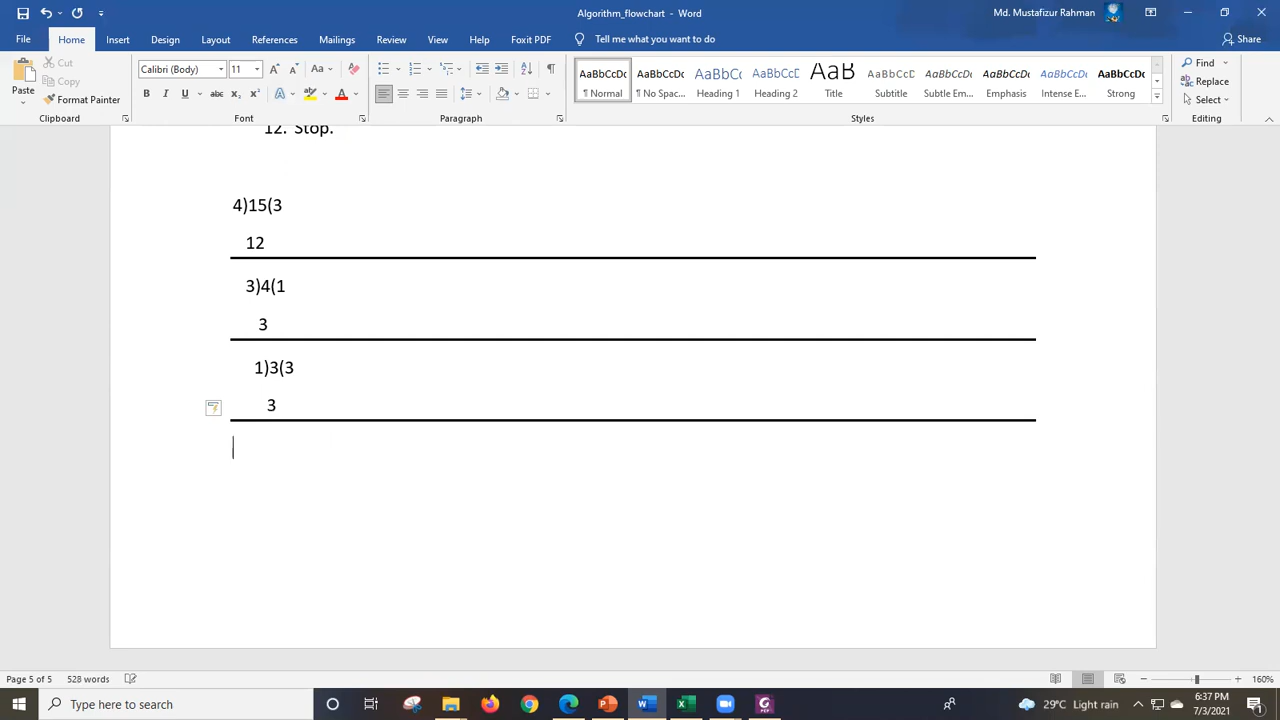 Algorithm_flowchart - Word
Md. Mustafizur Rahman
File Home Insert Design Layout References Mailings Review View Help Foxit PDF Tell me what you want to do Share
Paste
Cut
Copy
Format Painter
Clipboard
Calibri (Body) 11
Font
Paragraph
AaBbCcDc AaBbCcDc AaBbCc AaBbCcD AaB AaBbCcD AaBbCcDc AaBbCcDc AaBbCcDc AaBbCcDc
¶ Normal ¶ No Spac... Heading 1 Heading 2 Title Subtitle Subtle Em... Emphasis Intense E... Strong
Styles
Find
Replace
Select
Editing
12. Stop.
4)15(3
12
3)4(1
3
1)3(3
3
Page 5 of 5 528 words 160%
Type here to search
29°C Light rain
6:37 PM
7/3/2021
1